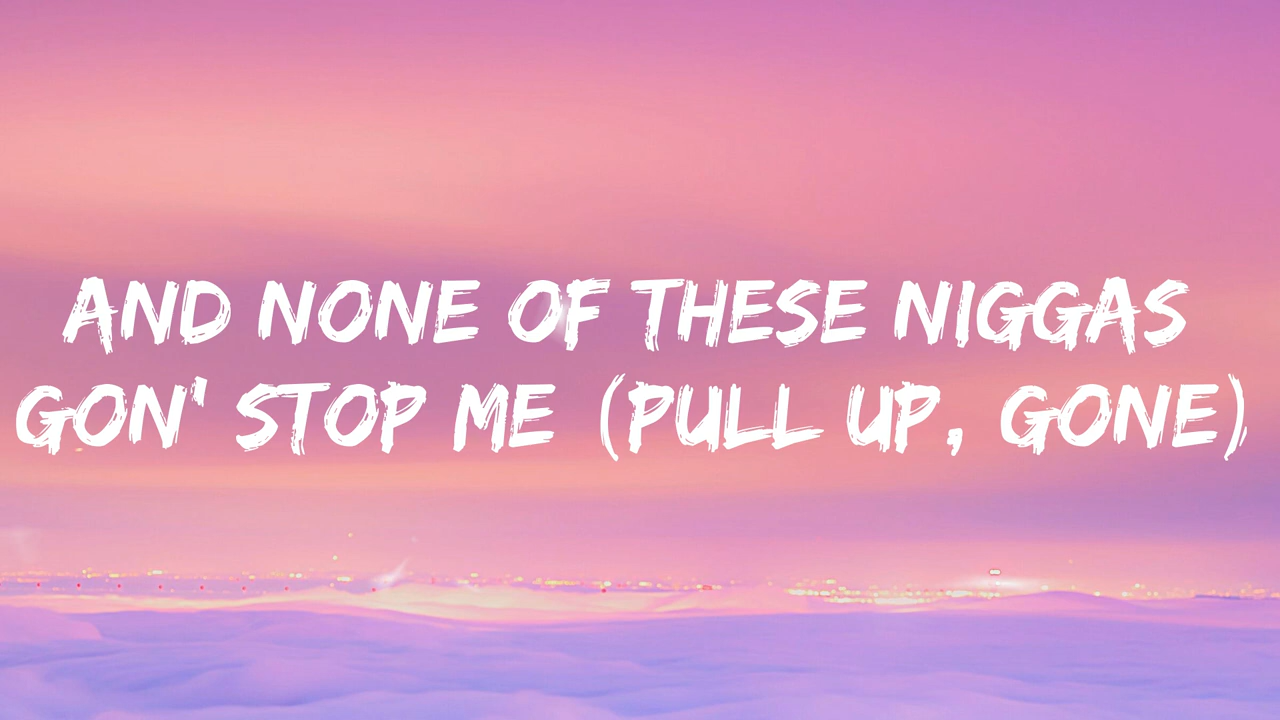 AND NONE OF THESE NIGGAS
GON' STOP ME (PULL UP, GONE)